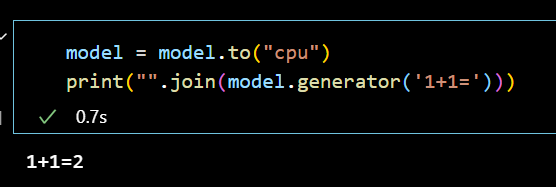 model = model.to("cpu")
print("".join(model.generator('1+1=')))
0.7s
1+1=2